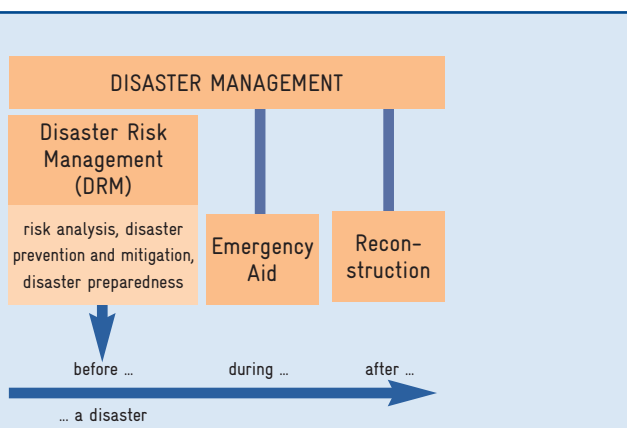 DISASTER MANAGEMENT
Disaster Risk
Management
(DRM)
risk analysis, disaster
prevention and mitigation,
disaster preparedness
Emergency
Aid
Recon-
struction
before ...
during ...
after ...
... a disaster